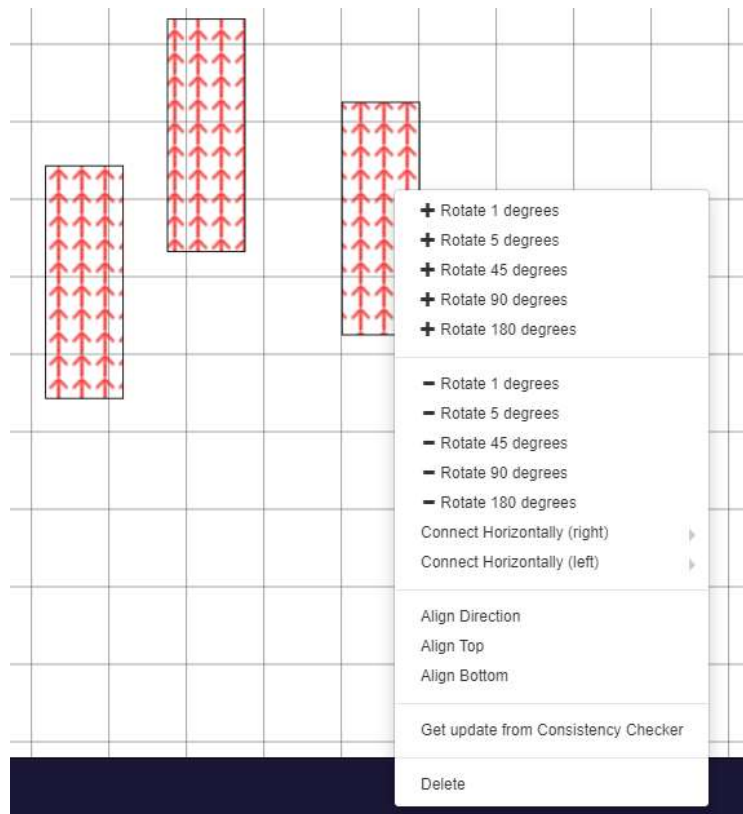 Rotate 1 degrees
Rotate 5 degrees
Rotate 45 degrees
Rotate 90 degrees
Rotate 180 degrees
Rotate 1 degrees
Rotate 5 degrees
Rotate 45 degrees
Rotate 90 degrees
Rotate 180 degrees
Connect Horizontally (right)
Connect Horizontally (left)
Align Direction
Align Top
Align Bottom
Get update from Consistency Checker
Delete